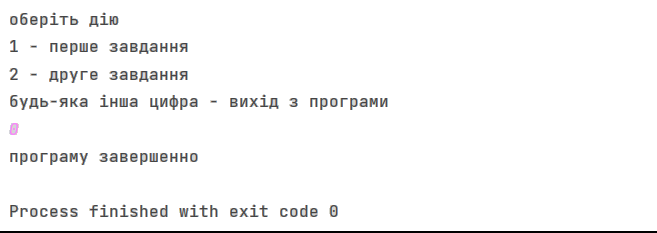 оберіть дію
1 - перше завдання
2 - друге завдання
будь-яка інша цифра - вихід з програми
0
програму завершенно
Process finished with exit code 0